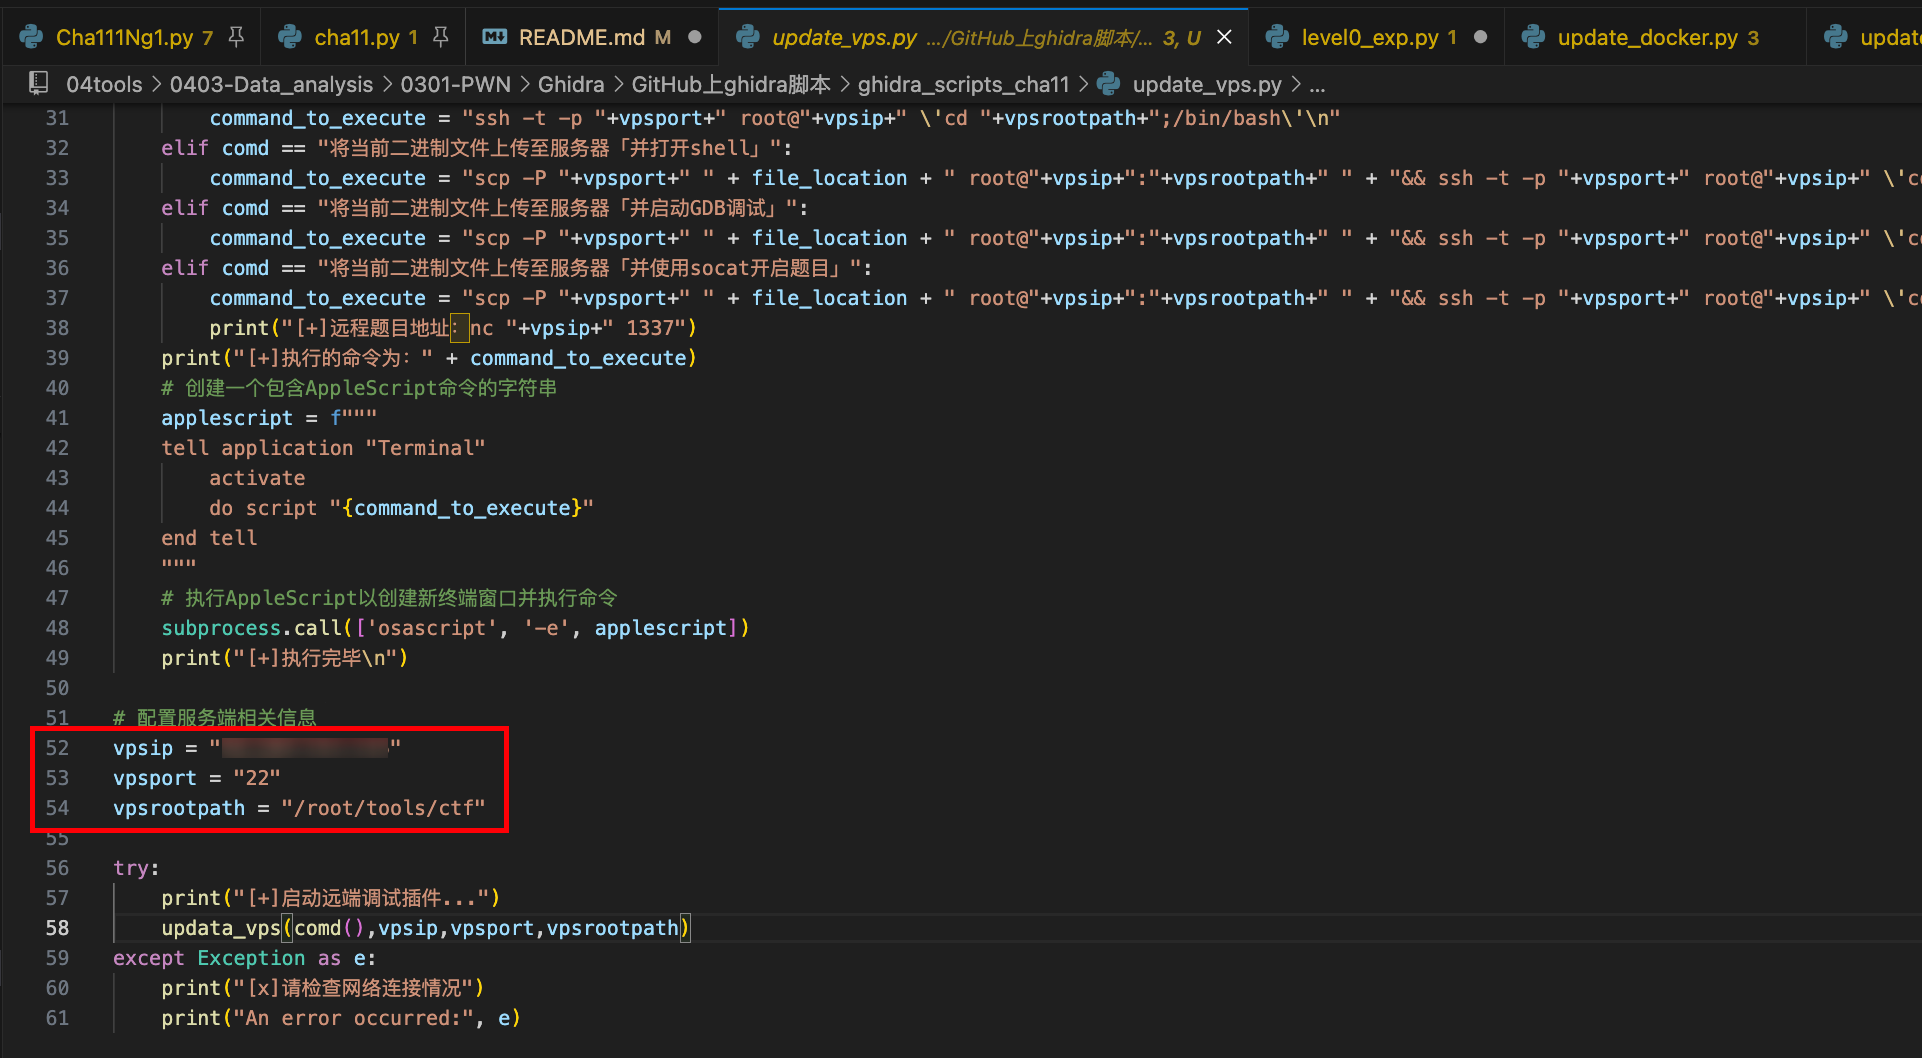 Cha111Ng1.py 7 cha11.py 1 README.md M update_vps.py .../GitHub上ghidra脚本/... 3, U level0_exp.py 1 update_docker.py 3 updat
04tools > 0403-Data_analysis > 0301-PWN > Ghidra > GitHub上ghidra脚本 > ghidra_scripts_cha11 > update_vps.py > ...
31 command_to_execute = "ssh -t -p "+vpsport+" root@"+vpsip+" \'cd "+vpsrootpath+";/bin/bash\'\n"
32 elif comd == "将当前二进制文件上传至服务器「并打开shell」":
33 command_to_execute = "scp -P "+vpsport+" " + file_location + " root@"+vpsip+":"+vpsrootpath+" " + "&& ssh -t -p "+vpsport+" root@"+vpsip+" \'c
34 elif comd == "将当前二进制文件上传至服务器「并启动GDB调试」":
35 command_to_execute = "scp -P "+vpsport+" " + file_location + " root@"+vpsip+":"+vpsrootpath+" " + "&& ssh -t -p "+vpsport+" root@"+vpsip+" \'c
36 elif comd == "将当前二进制文件上传至服务器「并使用socat开启题目」":
37 command_to_execute = "scp -P "+vpsport+" " + file_location + " root@"+vpsip+":"+vpsrootpath+" " + "&& ssh -t -p "+vpsport+" root@"+vpsip+" \'c
38 print("[+]远程题目地址：nc "+vpsip+" 1337")
39 print("[+]执行的命令为：" + command_to_execute)
40 # 创建一个包含AppleScript命令的字符串
41 applescript = f"""
42 tell application "Terminal"
43 activate
44 do script "{command_to_execute}"
45 end tell
46 """
47 # 执行AppleScript以创建新终端窗口并执行命令
48 subprocess.call(['osascript', '-e', applescript])
49 print("[+]执行完毕\n")
50
51 # 配置服务端相关信息
52 vpsip = ""
53 vpsport = "22"
54 vpsrootpath = "/root/tools/ctf"
55
56 try:
57 print("[+]启动远端调试插件...")
58 updata_vps(comd(),vpsip,vpsport,vpsrootpath)
59 except Exception as e:
60 print("[x]请检查网络连接情况")
61 print("An error occurred:", e)